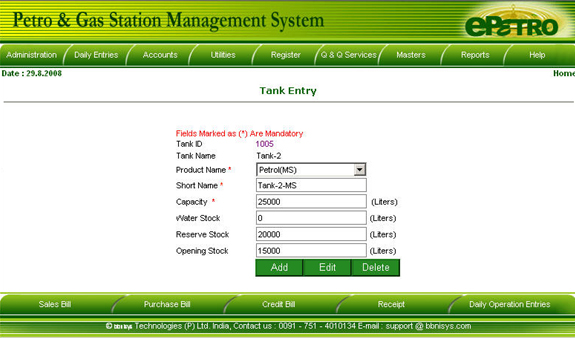 Petro & Gas Station Management System
ePETRO
Administration Daily Entries Accounts Utilities Register Q & Q Services Masters Reports Help
Date : 29.8.2008 Home
Tank Entry
Fields Marked as (*) Are Mandatory
Tank ID 1005
Tank Name Tank-2
Product Name * Petrol(MS)
Short Name * Tank-2-MS
Capacity * 25000 (Liters)
Water Stock 0 (Liters)
Reserve Stock 20000 (Liters)
Opening Stock 15000 (Liters)
Add Edit Delete
Sales Bill Purchase Bill Credit Bill Receipt Daily Operation Entries
© bbnisys Technologies (P) Ltd. India, Contact us : 0091 - 751 - 4010134 E-mail : support @ bbnisys.com